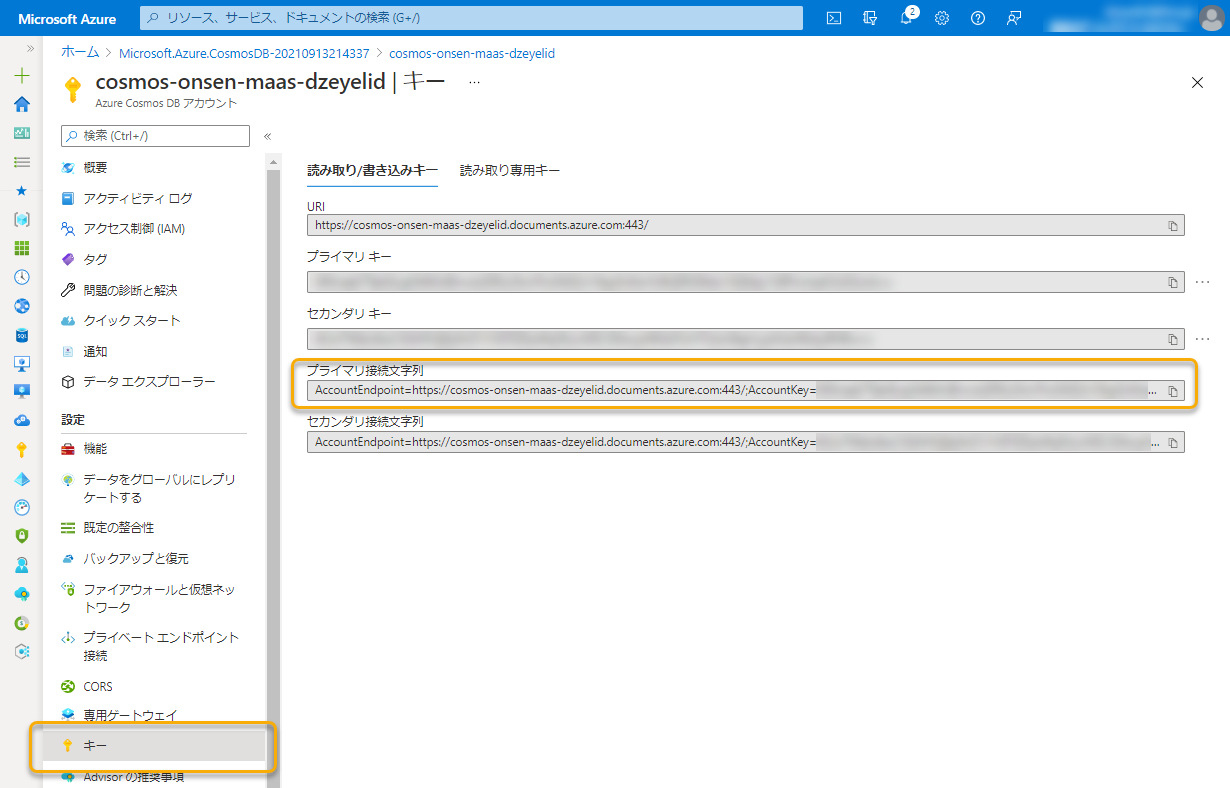 Microsoft Azure
リソース、サービス、ドキュメントの検索 (G+/)
2
ホーム > Microsoft.Azure.CosmosDB-20210913214337 > cosmos-onsen-maas-dzeyelid
cosmos-onsen-maas-dzeyelid | キー ...
Azure Cosmos DB アカウント
検索 (Ctrl+/)
概要
アクティビティ ログ
アクセス制御 (IAM)
タグ
問題の診断と解決
クイック スタート
通知
データ エクスプローラー
設定
機能
データをグローバルにレプリ
ケートする
既定の整合性
バックアップと復元
ファイアウォールと仮想ネッ
トワーク
プライベート エンドポイント
接続
CORS
専用ゲートウェイ
キー
Advisor の推奨事項
読み取り/書き込みキー 読み取り専用キー
URI
https://cosmos-onsen-maas-dzeyelid.documents.azure.com:443/
プライマリ キー
セカンダリ キー
プライマリ接続文字列
AccountEndpoint=https://cosmos-onsen-maas-dzeyelid.documents.azure.com:443/;AccountKey= ...
セカンダリ接続文字列
AccountEndpoint=https://cosmos-onsen-maas-dzeyelid.documents.azure.com:443/;AccountKey= ...